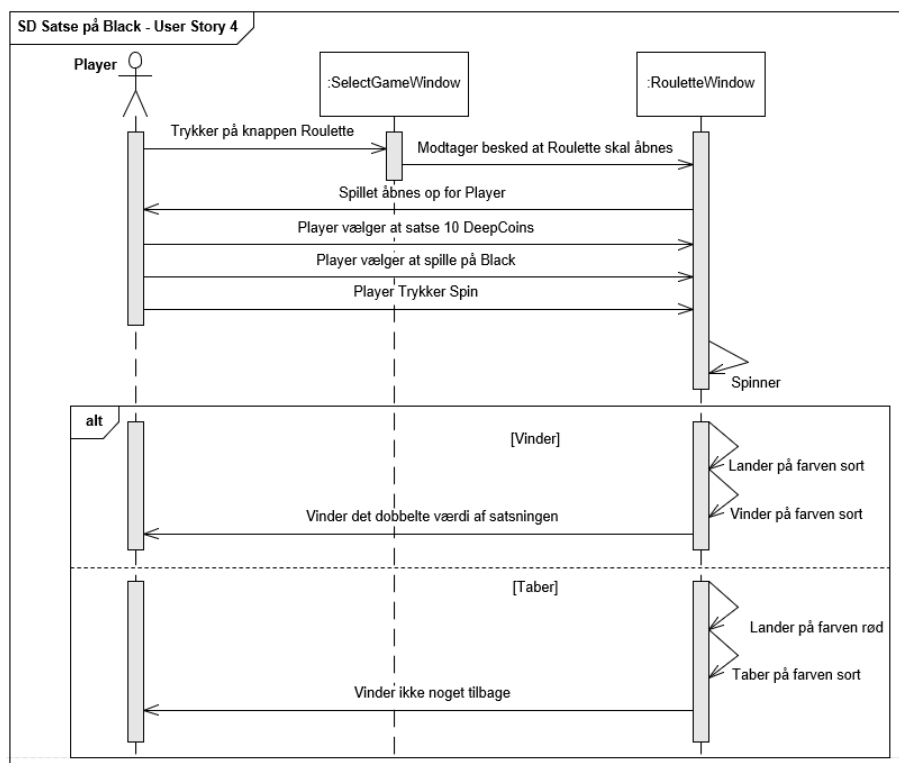 SD Satse på Black - User Story 4
Player
:SelectGameWindow
:RouletteWindow
Trykker på knappen Roulette
Modtager besked at Roulette skal åbnes
Spillet åbnes op for Player
Player vælger at satse 10 DeepCoins
Player vælger at spille på Black
Player Trykker Spin
Spinner
alt
[Vinder]
Lander på farven sort
Vinder på farven sort
Vinder det dobbelte værdi af satsningen
[Taber]
Lander på farven rød
Taber på farven sort
Vinder ikke noget tilbage